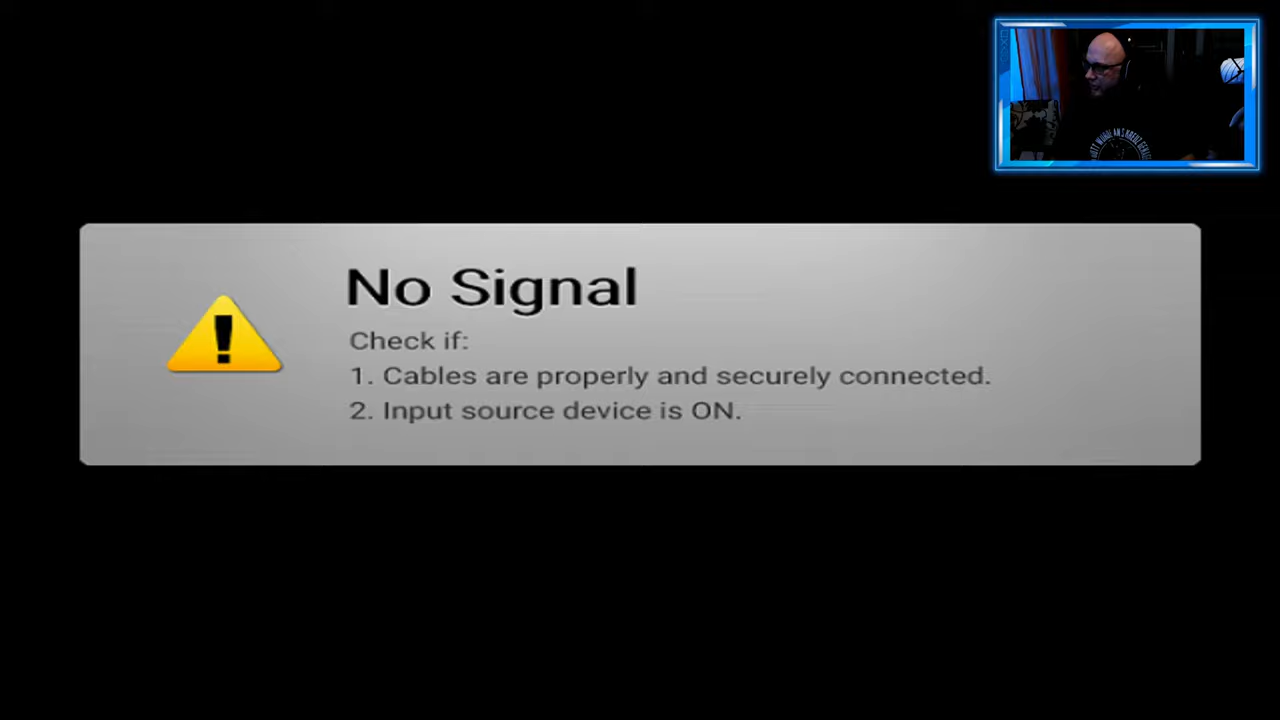 No Signal
Check if:
1. Cables are properly and securely connected.
2. Input source device is ON.